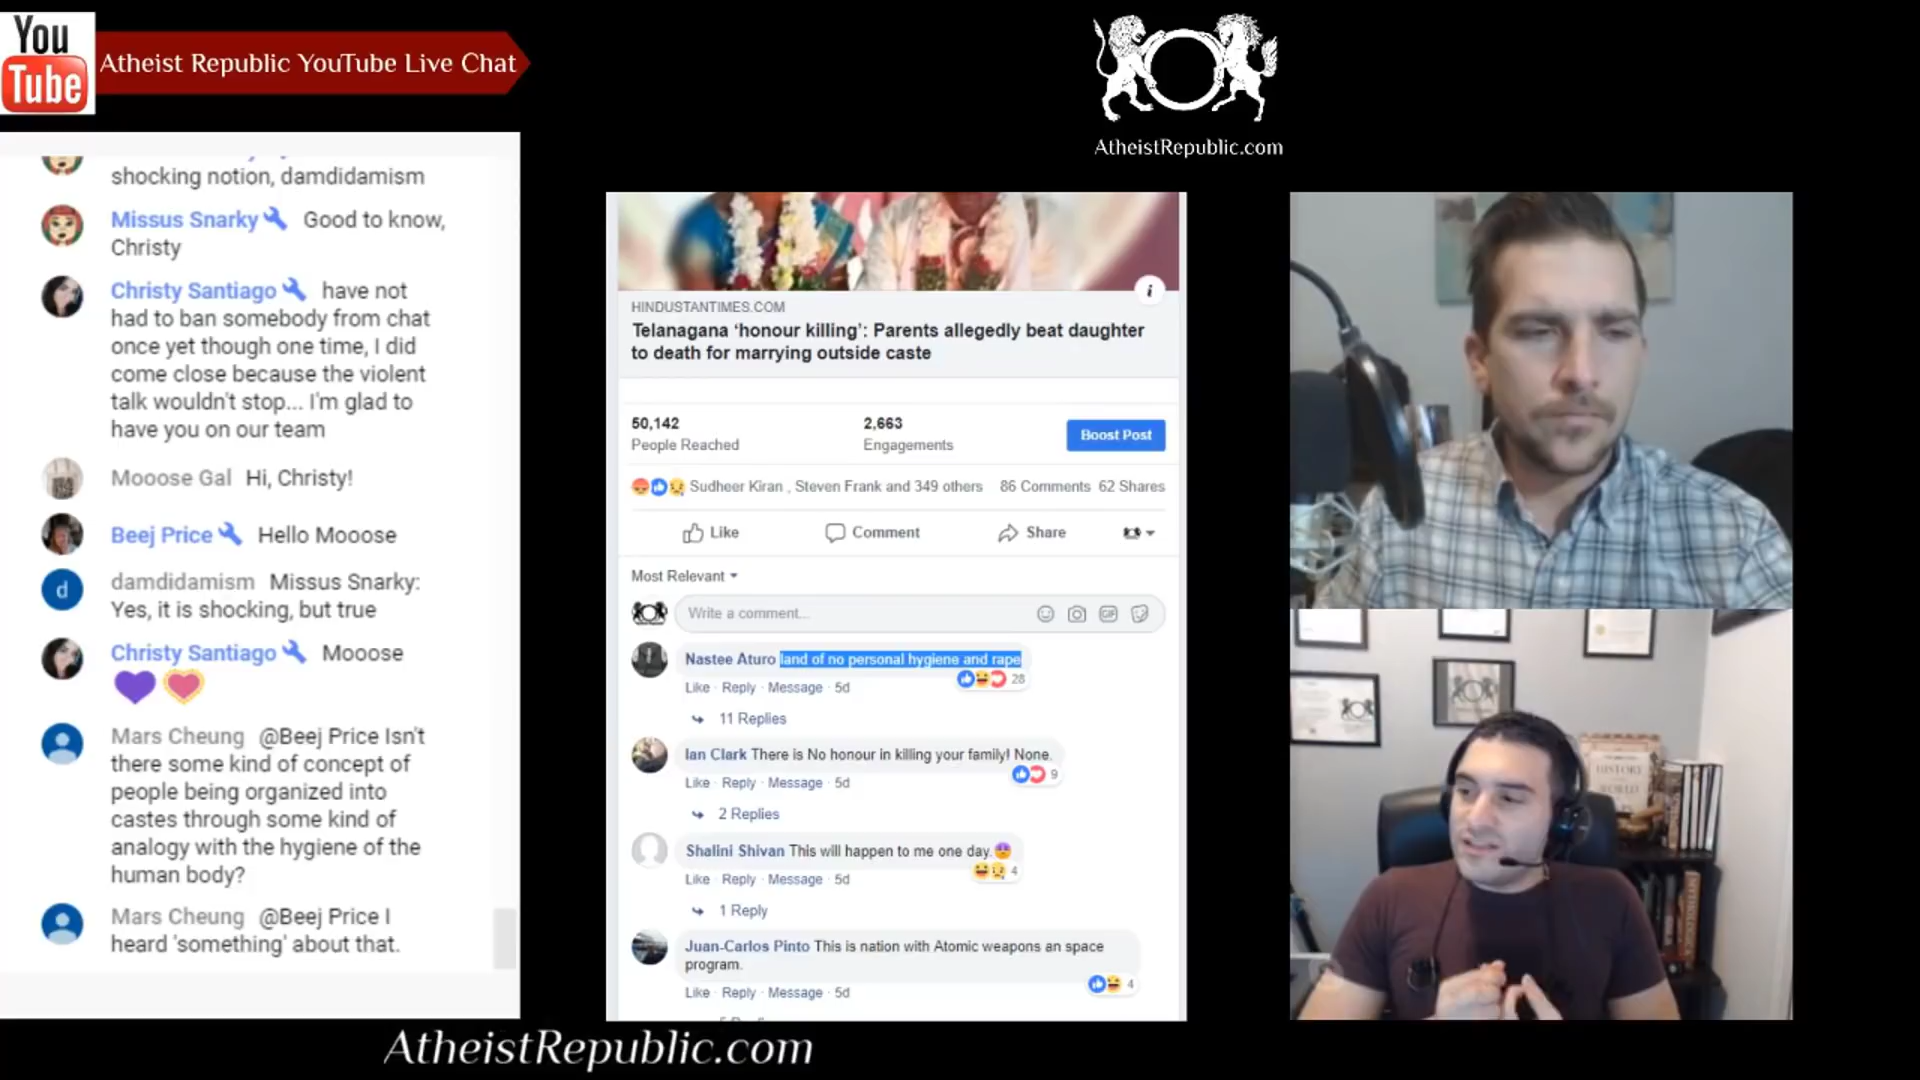 You
Tube
Atheist Republic YouTube Live Chat
shocking notion, damdidamism
Missus Snarky Good to know,
Christy
Christy Santiago have not
had to ban somebody from chat
once yet though one time, I did
come close because the violent
talk wouldn't stop... I'm glad to
have you on our team
Mooose Gal Hi, Christy!
Beej Price Hello Mooose
d
damdidamism Missus Snarky:
Yes, it is shocking, but true
Christy Santiago Mooose
Mars Cheung @Beej Price Isn't
there some kind of concept of
people being organized into
castes through some kind of
analogy with the hygiene of the
human body?
Mars Cheung @Beej Price I
heard 'something' about that.
AtheistRepublic.com
i
HINDUSTANTIMES.COM
Telanagana ‘honour killing’: Parents allegedly beat daughter
to death for marrying outside caste
50,142
People Reached
2,663
Engagements
Boost Post
Sudheer Kiran , Steven Frank and 349 others 86 Comments 62 Shares
Like Comment Share
Most Relevant
Write a comment...
GIF
Nastee Aturo land of no personal hygiene and rape
28
Like · Reply · Message · 5d
11 Replies
Ian Clark There is No honour in killing your family! None.
9
Like · Reply · Message · 5d
2 Replies
Shalini Shivan This will happen to me one day.
4
Like · Reply · Message · 5d
1 Reply
Juan-Carlos Pinto This is nation with Atomic weapons an space
program.
4
Like · Reply · Message · 5d
HISTORY
WORLD
AtheistRepublic.com